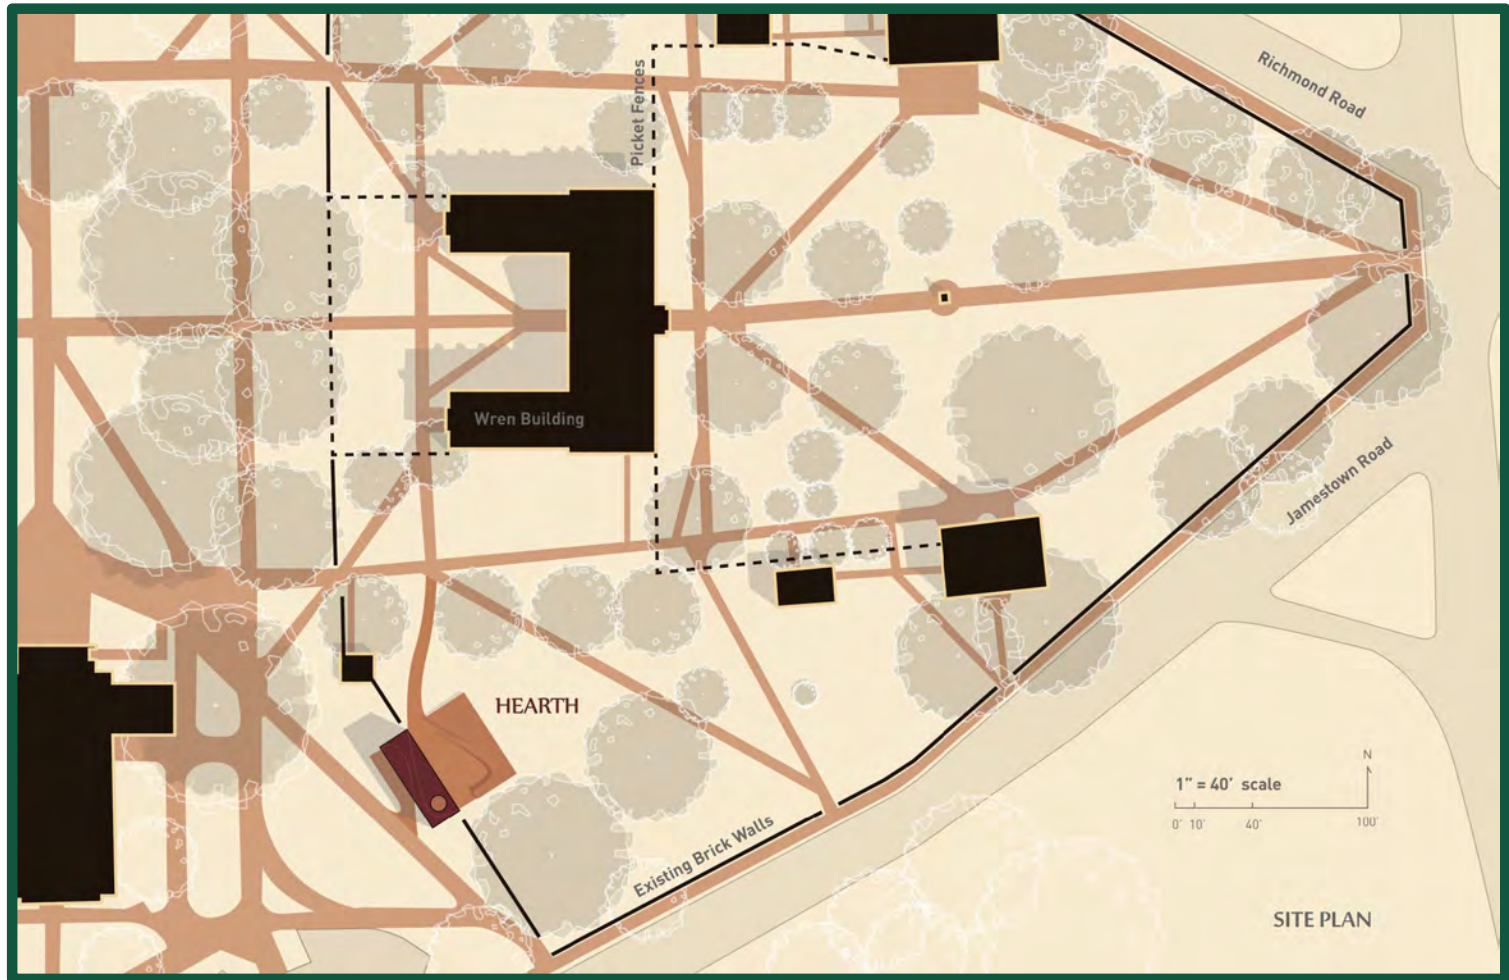 Richmond Road
Picket Fences
Wren Building
Jamestown Road
HEARTH
N
1" = 40' scale
0' 10' 40' 100'
Existing Brick Walls
SITE PLAN